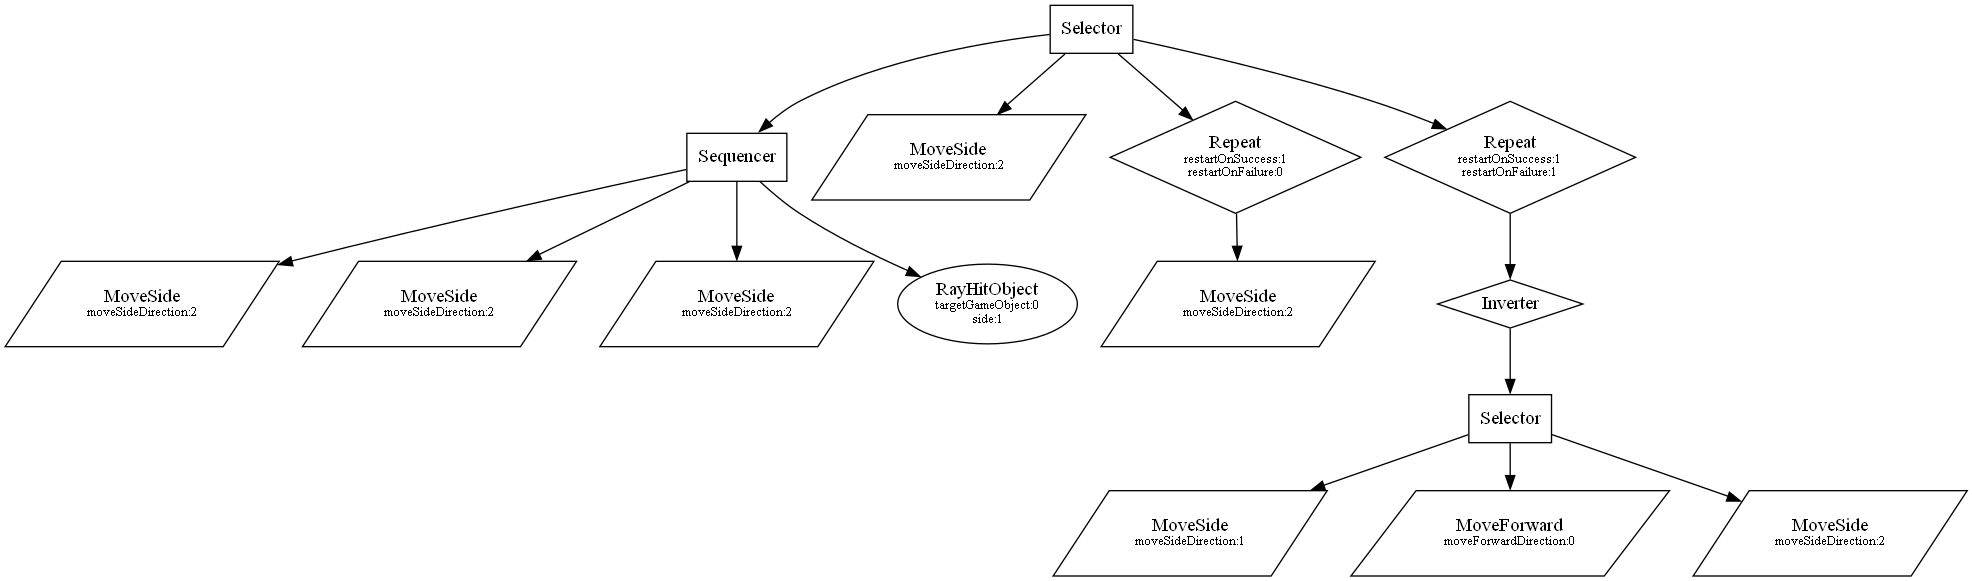 Selector
Sequencer
MoveSide
moveSideDirection:2
Repeat
restartOnSuccess:1
restartOnFailure:0
Repeat
restartOnSuccess:1
restartOnFailure:1
MoveSide
moveSideDirection:2
MoveSide
moveSideDirection:2
MoveSide
moveSideDirection:2
RayHitObject
targetGameObject:0
side:1
MoveSide
moveSideDirection:2
Inverter
Selector
MoveSide
moveSideDirection:1
MoveForward
moveForwardDirection:0
MoveSide
moveSideDirection:2